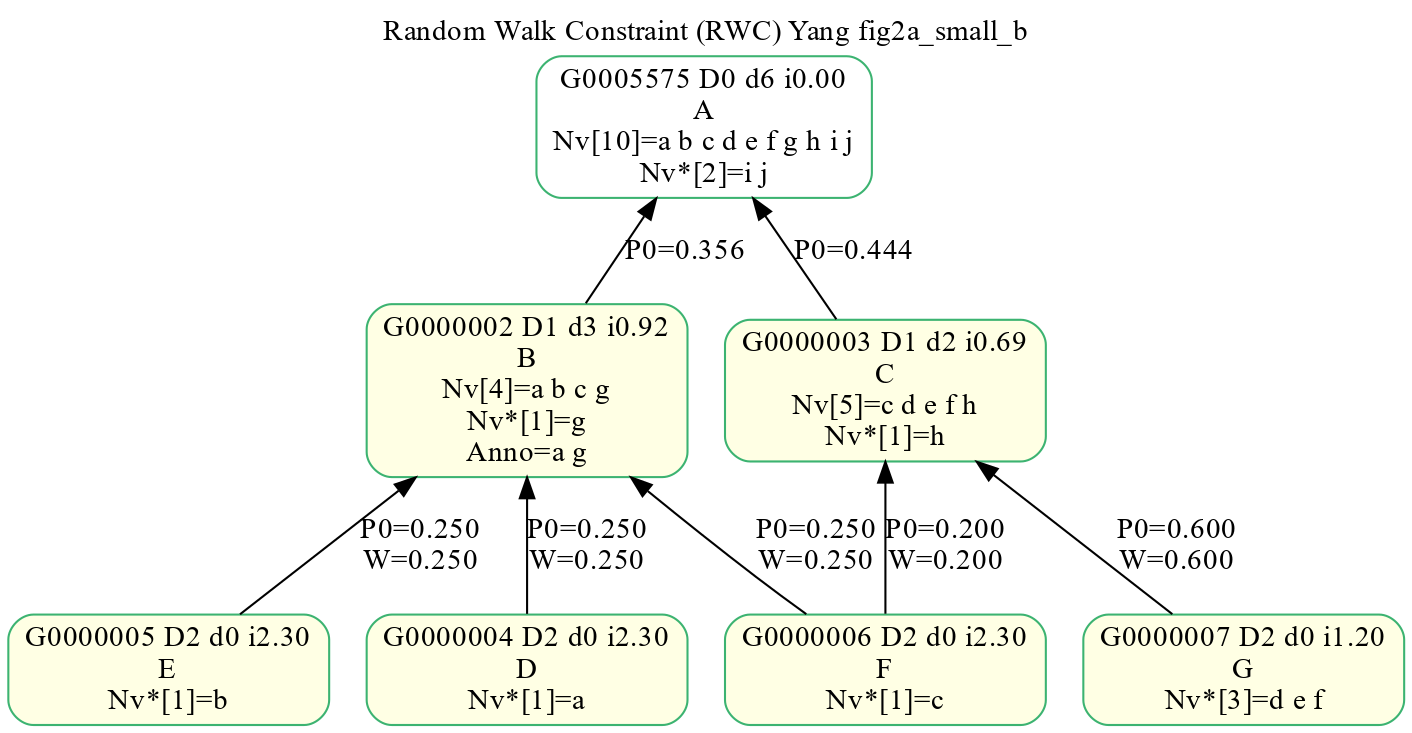 Random Walk Constraint (RWC) Yang fig2a_small_b
G0005575 D0 d6 i0.00
A
Nv[10]=a b c d e f g h i j
Nv*[2]=i j
P0=0.356
P0=0.444
G0000002 D1 d3 i0.92
B
Nv[4]=a b c g
Nv*[1]=g
Anno=a g
G0000003 D1 d2 i0.69
C
Nv[5]=c d e f h
Nv*[1]=h
P0=0.250
W=0.250
P0=0.250
W=0.250
P0=0.250
W=0.250
P0=0.200
W=0.200
P0=0.600
W=0.600
G0000005 D2 d0 i2.30
E
Nv*[1]=b
G0000004 D2 d0 i2.30
D
Nv*[1]=a
G0000006 D2 d0 i2.30
F
Nv*[1]=c
G0000007 D2 d0 i1.20
G
Nv*[3]=d e f